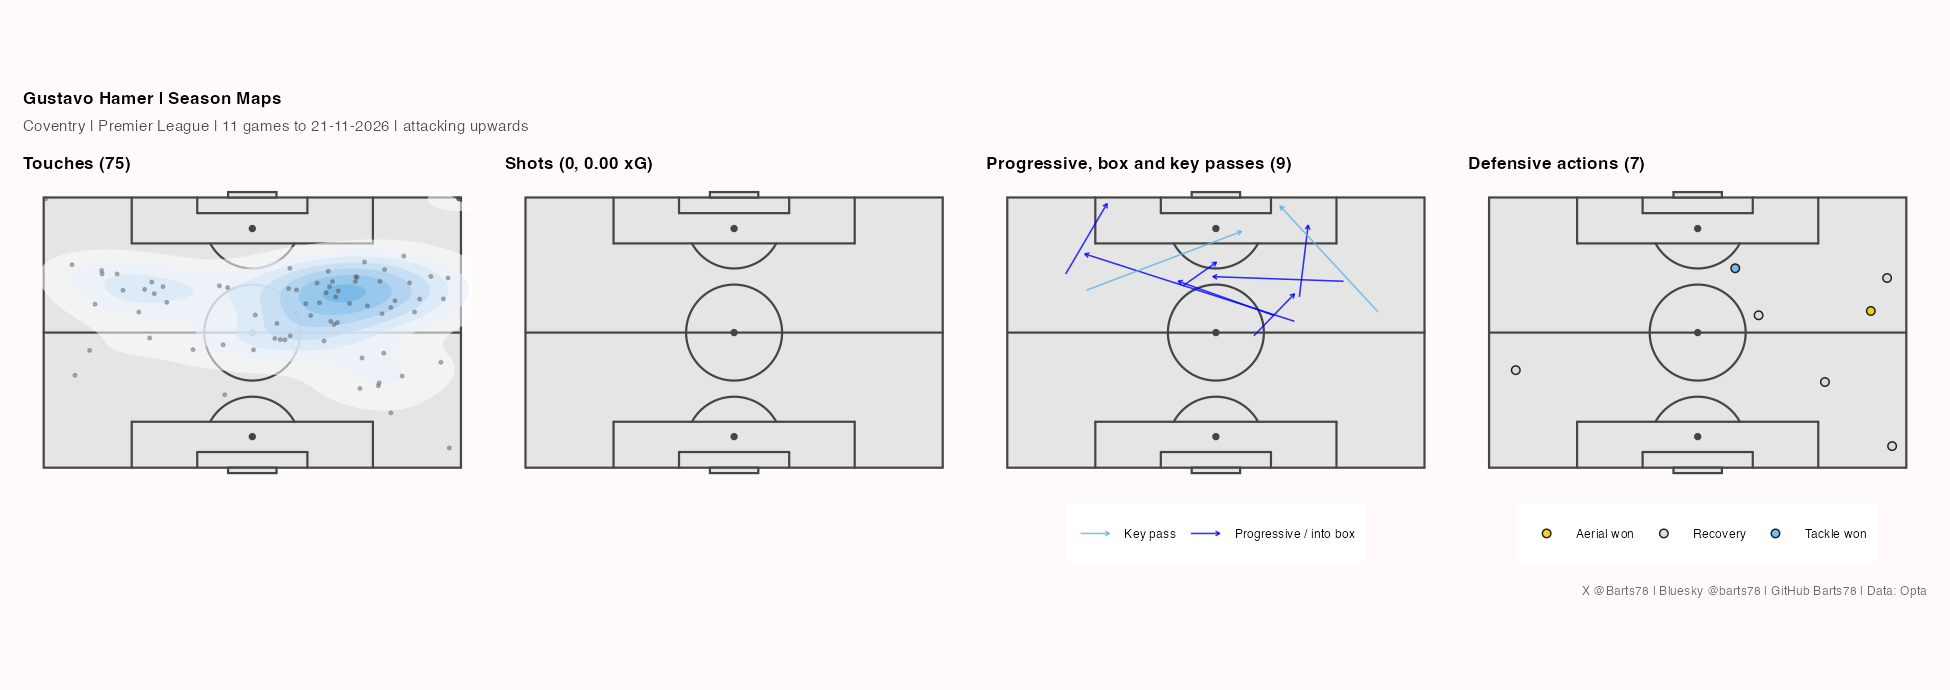 Gustavo Hamer | Season Maps
Coventry | Premier League | 11 games to 21-11-2026 | attacking upwards
Touches (75)
Shots (0, 0.00 xG)
Progressive, box and key passes (9)
Defensive actions (7)
Key pass
Progressive / into box
Aerial won
Recovery
Tackle won
X @Barts78 | Bluesky @barts78 | GitHub Barts78 | Data: Opta